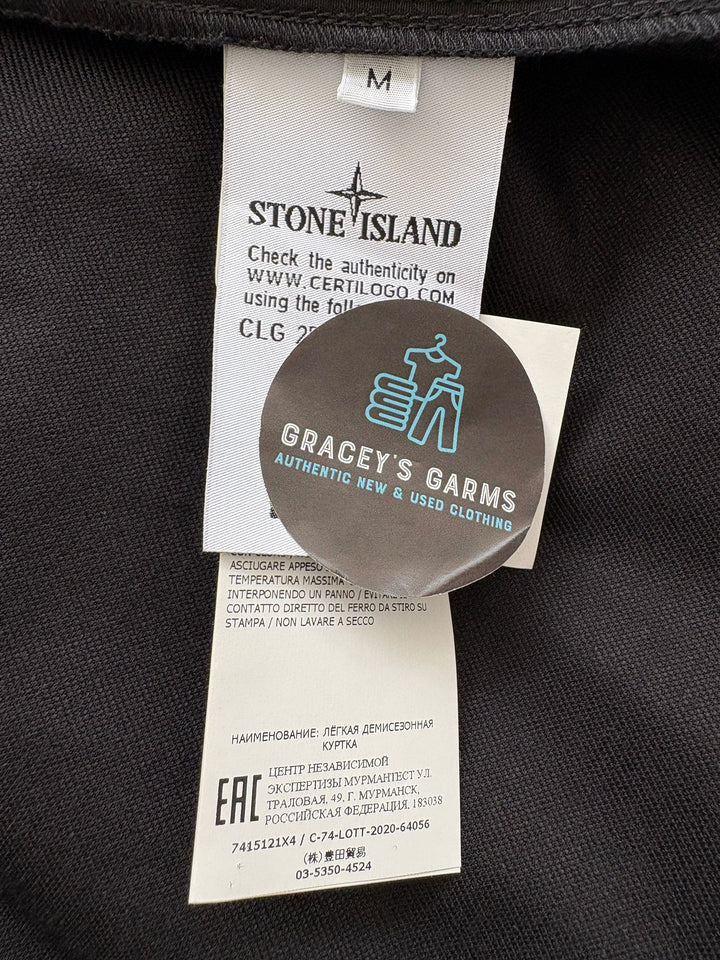 M
STONE ISLAND
Check the authenticity on
WWW.CERTILOGO.COM
using the
CLG
GRACEY'S GARMS
AUTHENTIC NEW & USED CLOTHING
ASCIUGARE APPESO
TEMPERATURA MASSIMA
INTERPONENDO UN PANNO /
CONTATTO DIRETTO DEL FERRO DA STIRO SU
STAMPA / NON LAVARE A SECCO
НАИМЕНОВАНИЕ: ЛЁГКАЯ ДЕМИСЕЗОННАЯ
КУРТКА
EAC
ЦЕНТР НЕЗАВИСИМОЙ
ЭКСПЕРТИЗЫ МУРМАНТЕСТ УЛ.
ТРАЛОВАЯ, 49, Г. МУРМАНСК,
РОССИЙСКАЯ ФЕДЕРАЦИЯ, 183038
7415121X4 / C-74-LOTT-2020-64056
(株)豊田貿易
03-5350-4524